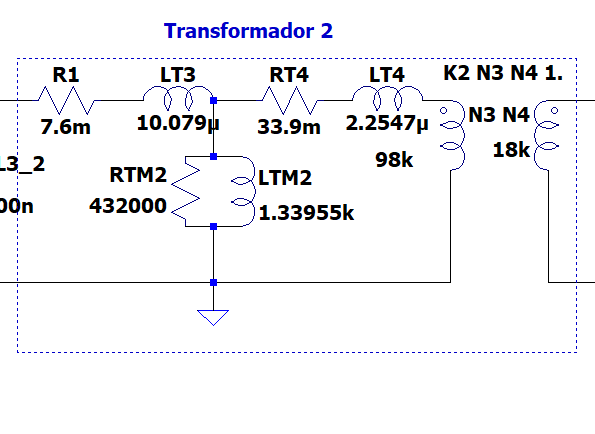 Transformador 2
R1
LT3
RT4
LT4
K2 N3 N4 1.
7.6m
10.079µ
33.9m
2.2547µ
N3 N4
98k
18k
L3_2
00n
RTM2
432000
LTM2
1.33955k